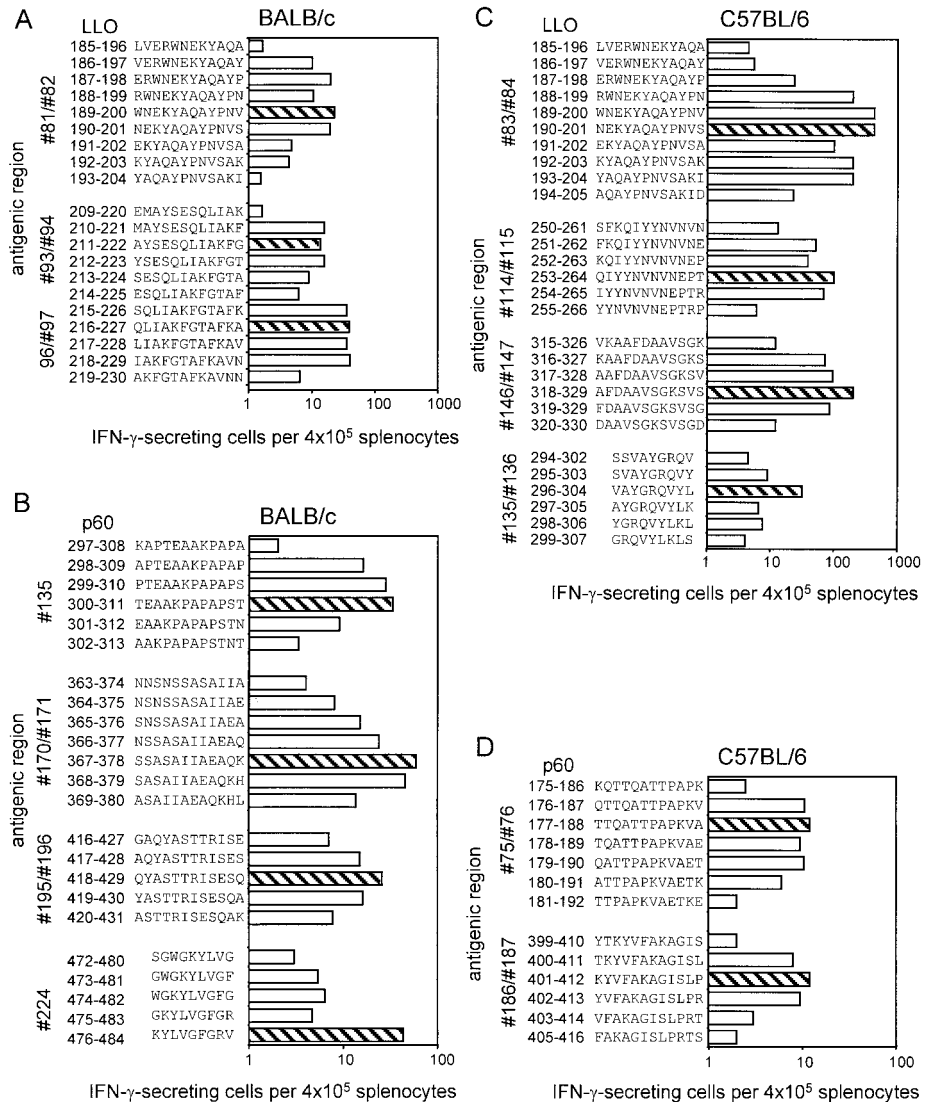 A
LLO
BALB/c
antigenic region
#81/#82
185-196 LVERWNEKYAQA
186-197 VERWNEKYAQAY
187-198 ERWNEKYAQAYP
188-199 RWNEKYAQAYPN
189-200 WNEKYAQAYPNV
190-201 NEKYAQAYPNVS
191-202 EKYAQAYPNVSA
192-203 KYAQAYPNVSAK
193-204 YAQAYPNVSAKI
#93/#94
209-220 EMAYSESQLIAK
210-221 MAYSESQLIAKF
211-222 AYSESQLIAKFG
212-223 YSESQLIAKFGT
213-224 SESQLIAKFGTA
214-225 ESQLIAKFGTAF
96/#97
215-226 SQLIAKFGTAFK
216-227 QLIAKFGTAFKA
217-228 LIAKFGTAFKAV
218-229 IAKFGTAFKAVN
219-230 AKFGTAFKAVNN
1 10 100 1000
IFN-γ-secreting cells per 4x10⁵ splenocytes
B
p60
BALB/c
antigenic region
#135
297-308 KAPTEAAKPAPA
298-309 APTEAAKPAPAP
299-310 PTEAAKPAPAPS
300-311 TEAAKPAPAPST
301-312 EAAKPAPAPSTN
302-313 AAKPAPAPSTNT
#170/#171
363-374 NNSNSSASAIIA
364-375 NSNSSASAIIAE
365-376 SNSSASAIIAEA
366-377 NSSASAIIAEAQ
367-378 SSASAIIAEAQK
368-379 SASAIIAEAQKH
369-380 ASAIIAEAQKHL
#195/#196
416-427 GAQYASTTRISE
417-428 AQYASTTRISES
418-429 QYASTTRISESQ
419-430 YASTTRISESQA
420-431 ASTTRISESQAK
#224
472-480 SGWGKYLVG
473-481 GWGKYLVGF
474-482 WGKYLVGFG
475-483 GKYLVGFGR
476-484 KYLVGFGRV
1 10 100
IFN-γ-secreting cells per 4x10⁵ splenocytes
C
LLO
C57BL/6
antigenic region
#83/#84
185-196 LVERWNEKYAQA
186-197 VERWNEKYAQAY
187-198 ERWNEKYAQAYP
188-199 RWNEKYAQAYPN
189-200 WNEKYAQAYPNV
190-201 NEKYAQAYPNVS
191-202 EKYAQAYPNVSA
192-203 KYAQAYPNVSAK
193-204 YAQAYPNVSAKI
194-205 AQAYPNVSAKID
#114/#115
250-261 SFKQIYYNVNVN
251-262 FKQIYYNVNVNE
252-263 KQIYYNVNVNEP
253-264 QIYYNVNVNEPT
254-265 IYYNVNVNEPTR
255-266 YYNVNVNEPTRP
#146/#147
315-326 VKAAFDAAVSGK
316-327 KAAFDAAVSGKS
317-328 AAFDAAVSGKSV
318-329 AFDAAVSGKSVS
319-329 FDAAVSGKSVSG
320-330 DAAVSGKSVSGD
#135/#136
294-302 SSVAYGRQV
295-303 SVAYGRQVY
296-304 VAYGRQVYL
297-305 AYGRQVYLK
298-306 YGRQVYLKL
299-307 GRQVYLKLS
1 10 100 1000
IFN-γ-secreting cells per 4x10⁵ splenocytes
D
p60
C57BL/6
antigenic region
#75/#76
175-186 KQTTQATTPAPK
176-187 QTTQATTPAPKV
177-188 TTQATTPAPKVA
178-189 TQATTPAPKVAE
179-190 QATTPAPKVAET
180-191 ATTPAPKVAETK
181-192 TTPAPKVAETKE
#186/#187
399-410 YTKYVFAKAGIS
400-411 TKYVFAKAGISL
401-412 KYVFAKAGISLP
402-413 YVFAKAGISLPR
403-414 VFAKAGISLPRT
405-416 FAKAGISLPRTS
1 10 100
IFN-γ-secreting cells per 4x10⁵ splenocytes